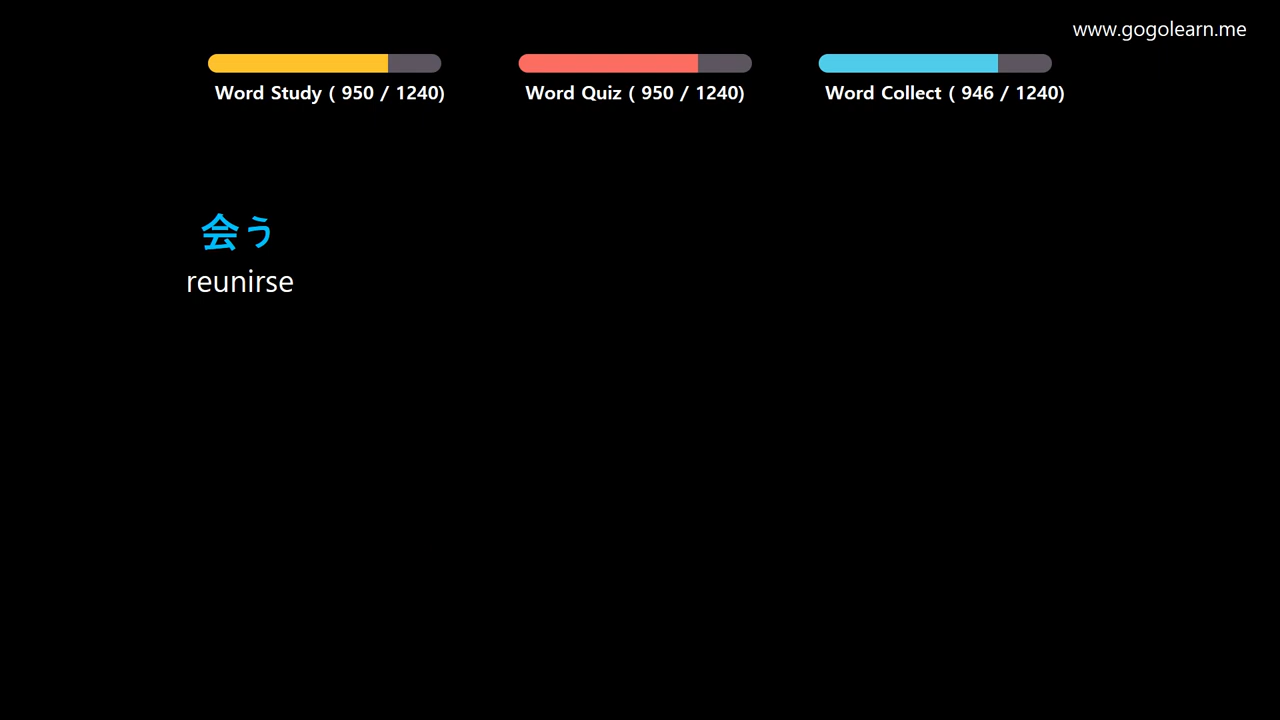 www.gogolearn.me
Word Study ( 950 / 1240)
Word Quiz ( 950 / 1240)
Word Collect ( 946 / 1240)
会う
reunirse